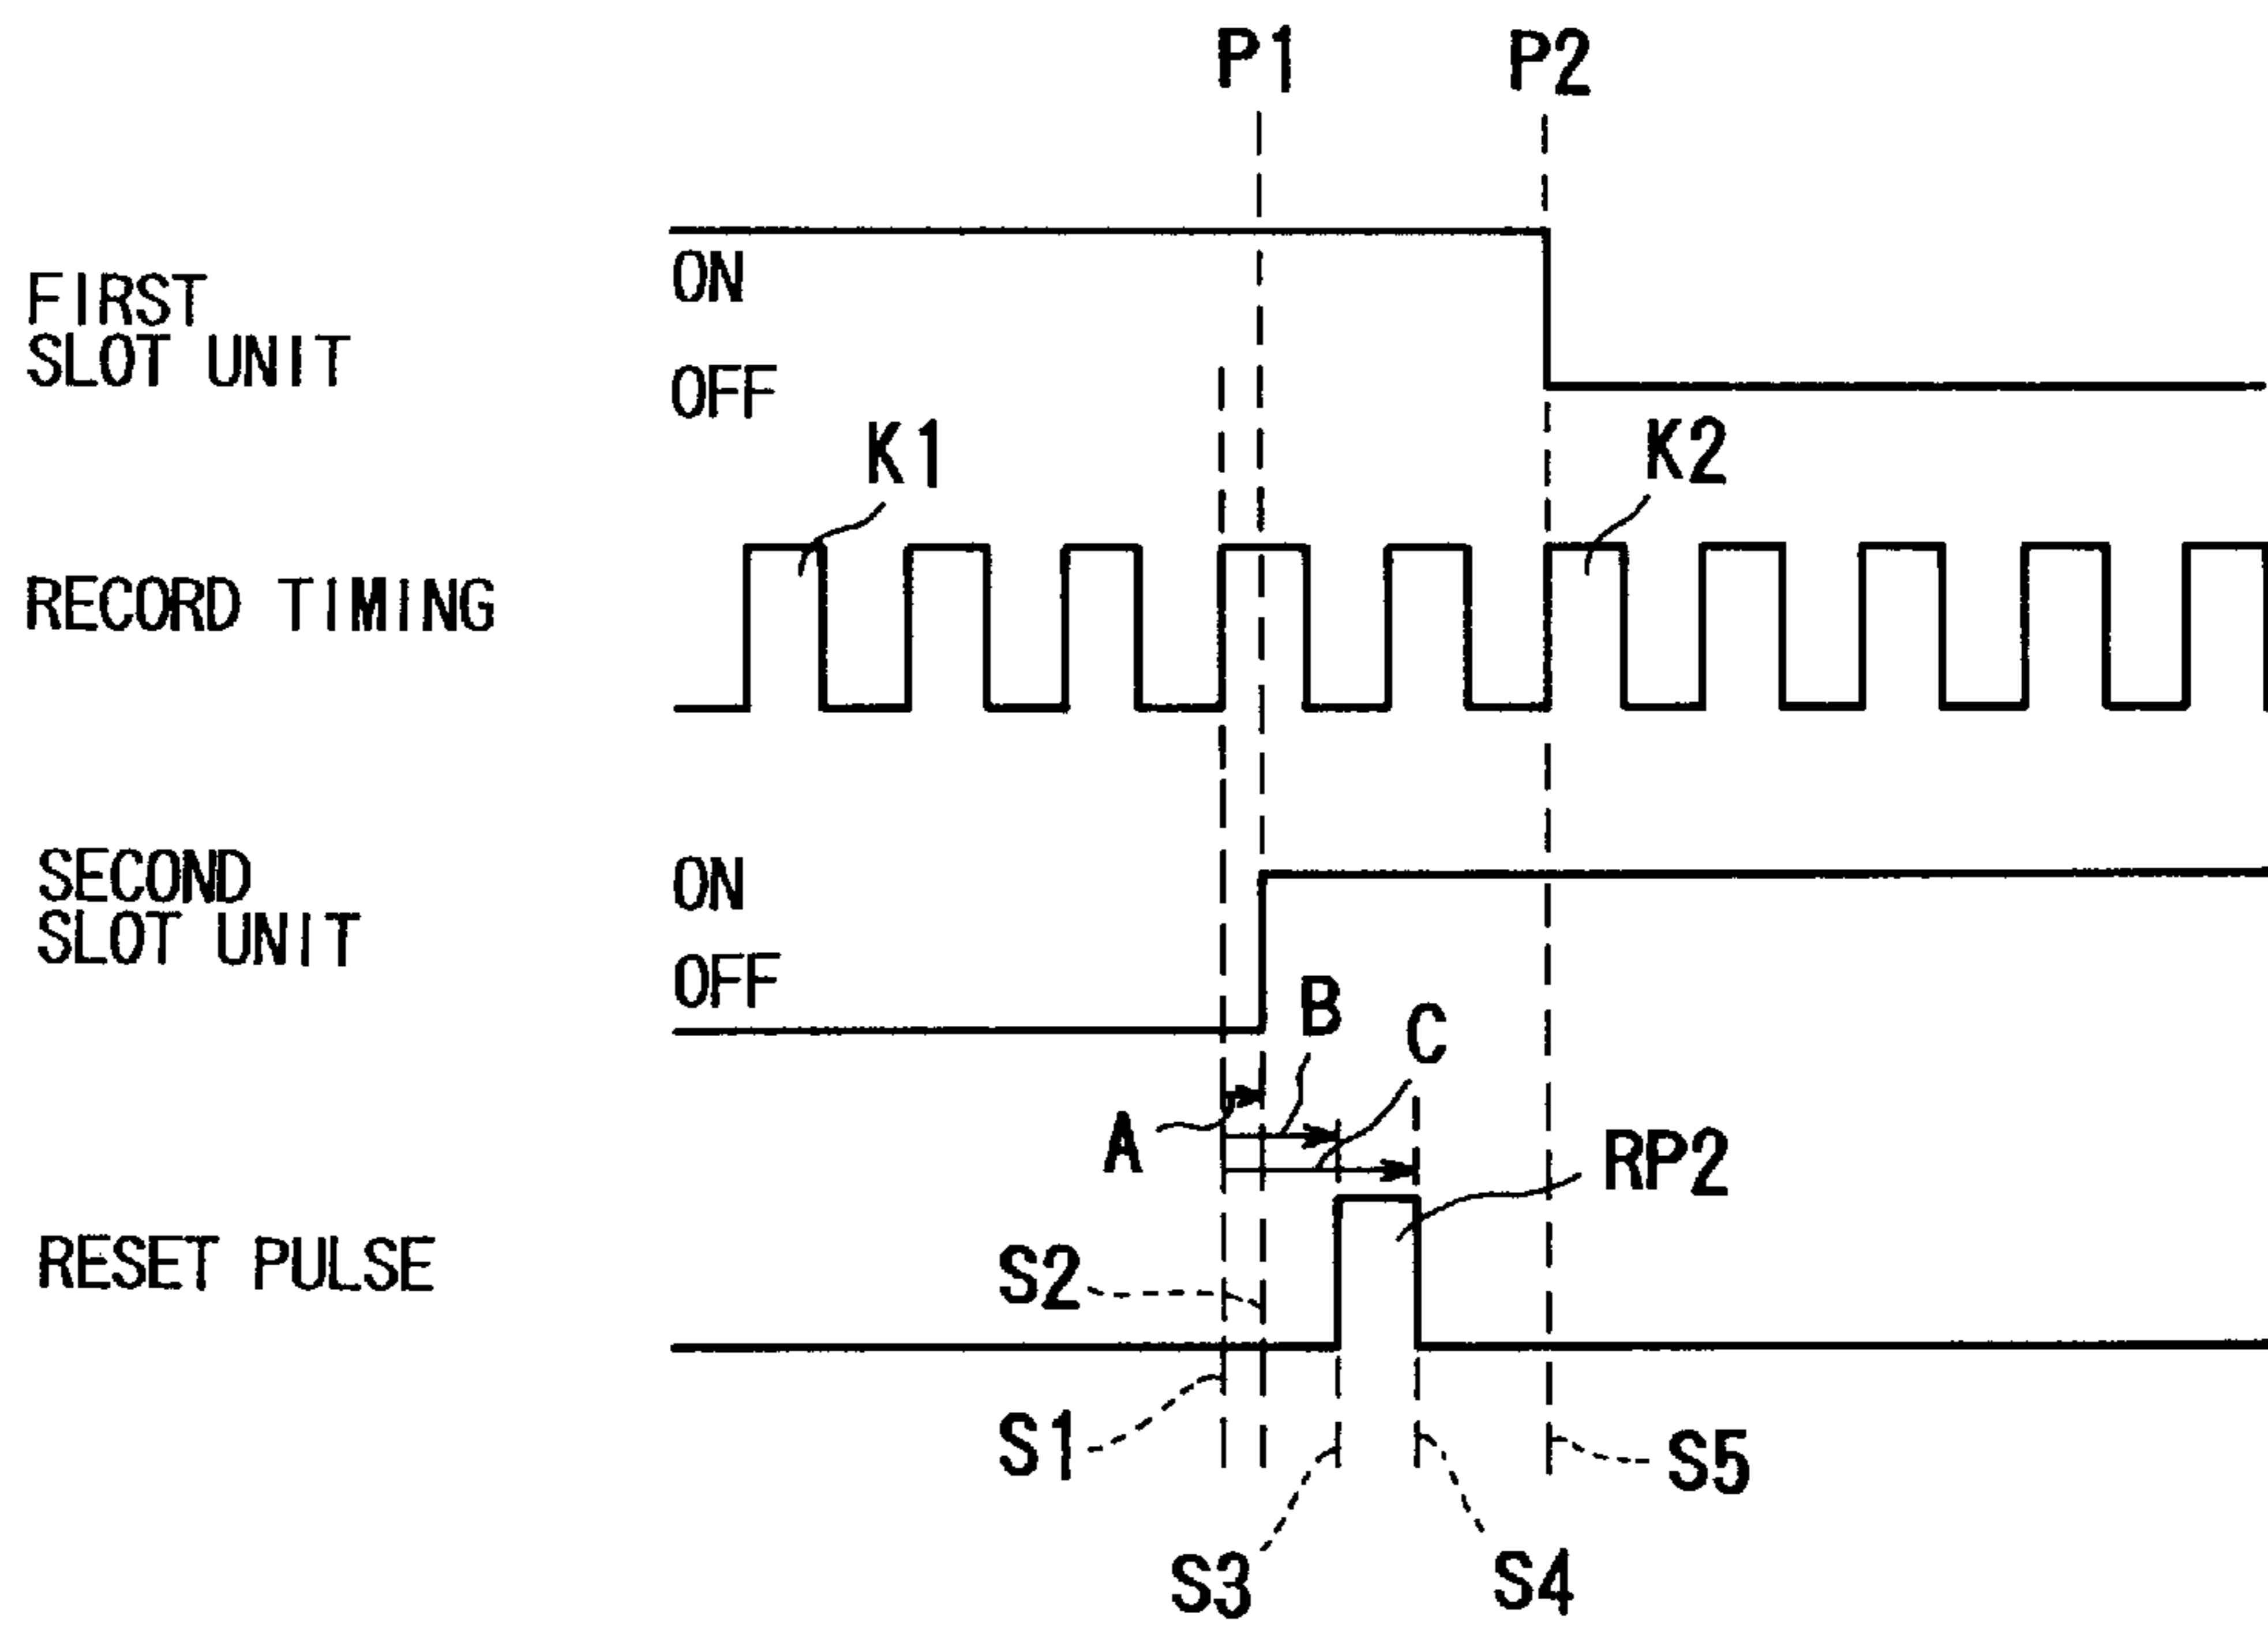 P1
P2
ON
FIRST
SLOT UNIT
OFF
K1
K2
RECORD TIMING
SECOND
SLOT UNIT
ON
OFF
B
C
A
RP2
RESET PULSE
S2
S1
S5
S3
S4